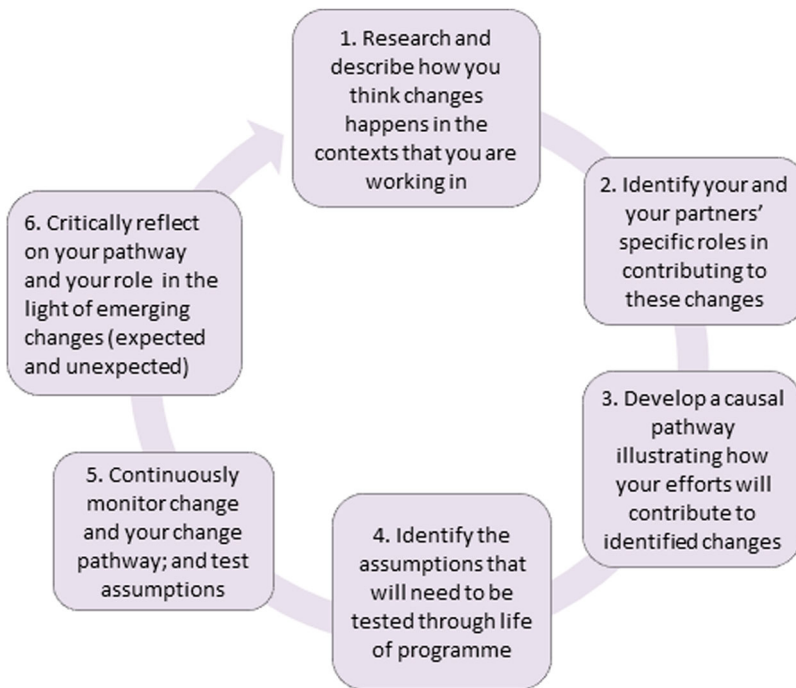 1. Research and
describe how you
think changes
happens in the
contexts that you are
working in
2. Identify your and
your partners’
specific roles in
contributing to
these changes
3. Develop a causal
pathway
illustrating how
your efforts will
contribute to
identified changes
4. Identify the
assumptions that
will need to be
tested through life
of programme
5. Continuously
monitor change
and your change
pathway; and test
assumptions
6. Critically reflect
on your pathway
and your role in the
light of emerging
changes (expected
and unexpected)